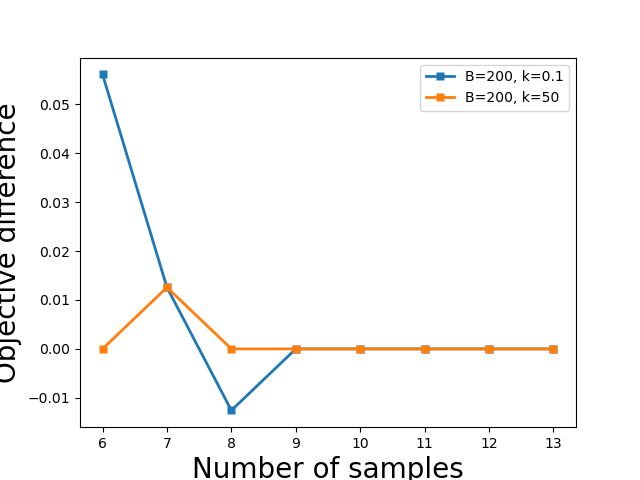 B=200, k=0.1
B=200, k=50
0.05
0.04
0.03
0.02
0.01
0.00
−0.01
Objective difference
6 7 8 9 10 11 12 13
Number of samples